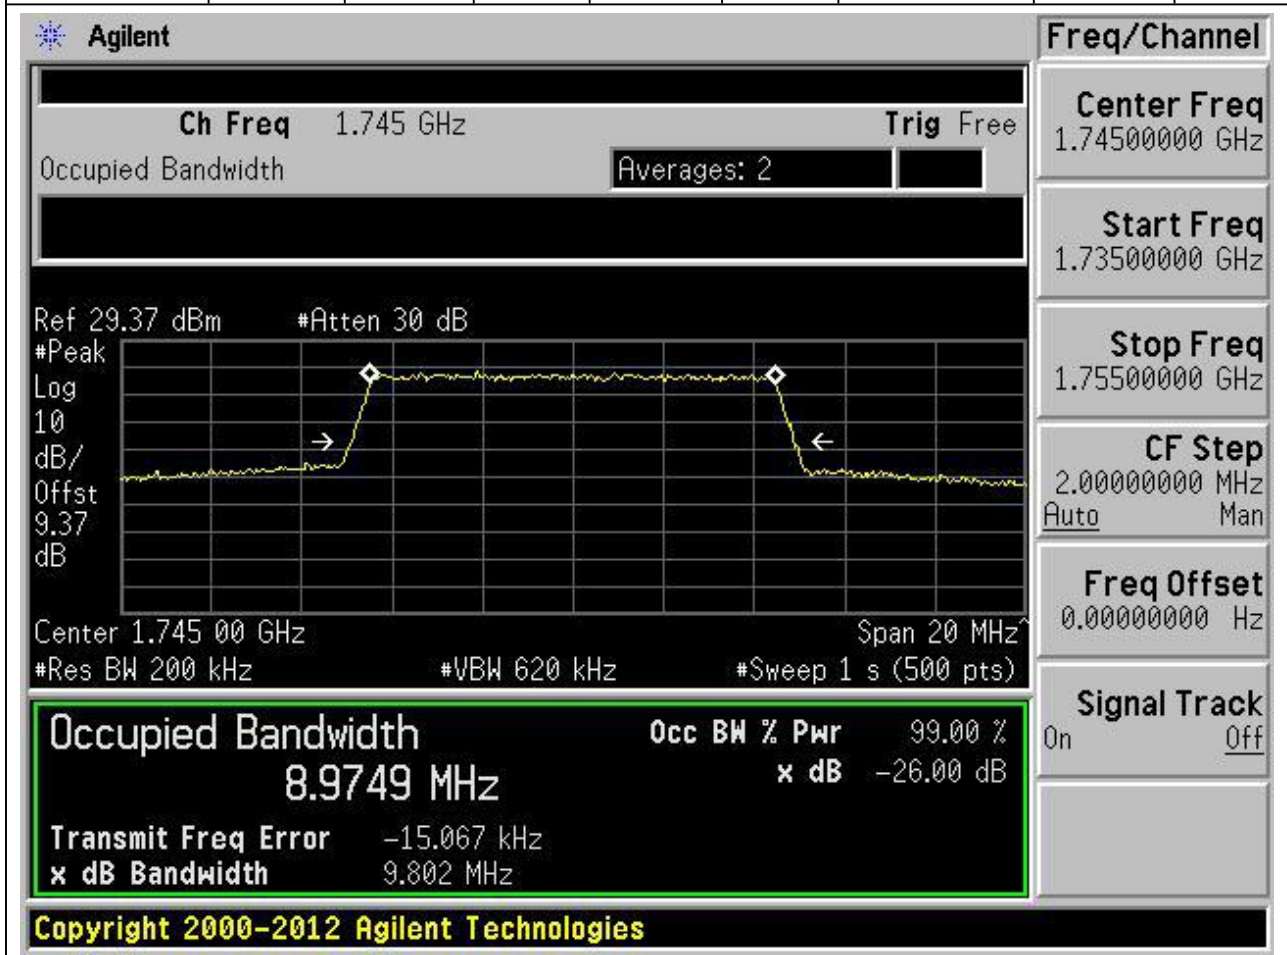 Agilent
Freq/Channel
Ch Freq 1.745 GHz Trig Free
Occupied Bandwidth Averages: 2
Center Freq
1.74500000 GHz
Start Freq
1.73500000 GHz
Stop Freq
1.75500000 GHz
CF Step
2.00000000 MHz
Auto Man
Freq Offset
0.00000000 Hz
Signal Track
On Off
Ref 29.37 dBm #Atten 30 dB
#Peak
Log
10
dB/
Offst
9.37
dB
Center 1.745 00 GHz Span 20 MHz^
#Res BW 200 kHz #VBW 620 kHz #Sweep 1 s (500 pts)
Occupied Bandwidth Occ BW % Pwr 99.00 %
8.9749 MHz x dB -26.00 dB
Transmit Freq Error -15.067 kHz
x dB Bandwidth 9.802 MHz
Copyright 2000-2012 Agilent Technologies